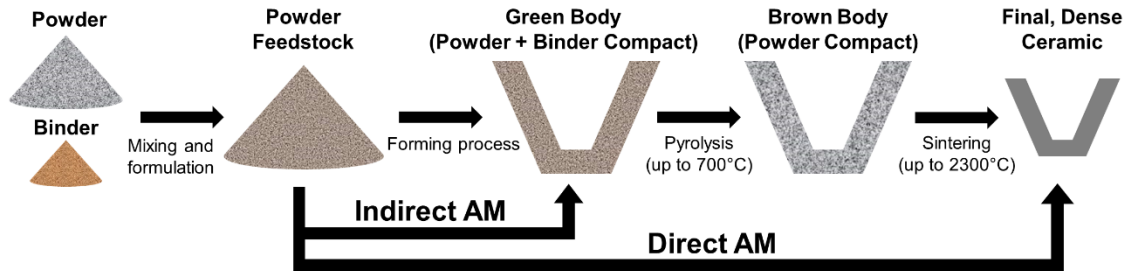 Powder
Binder
Mixing and
formulation
Powder
Feedstock
Forming process
Green Body
(Powder + Binder Compact)
Pyrolysis
(up to 700°C)
Brown Body
(Powder Compact)
Sintering
(up to 2300°C)
Final, Dense
Ceramic
Indirect AM
Direct AM